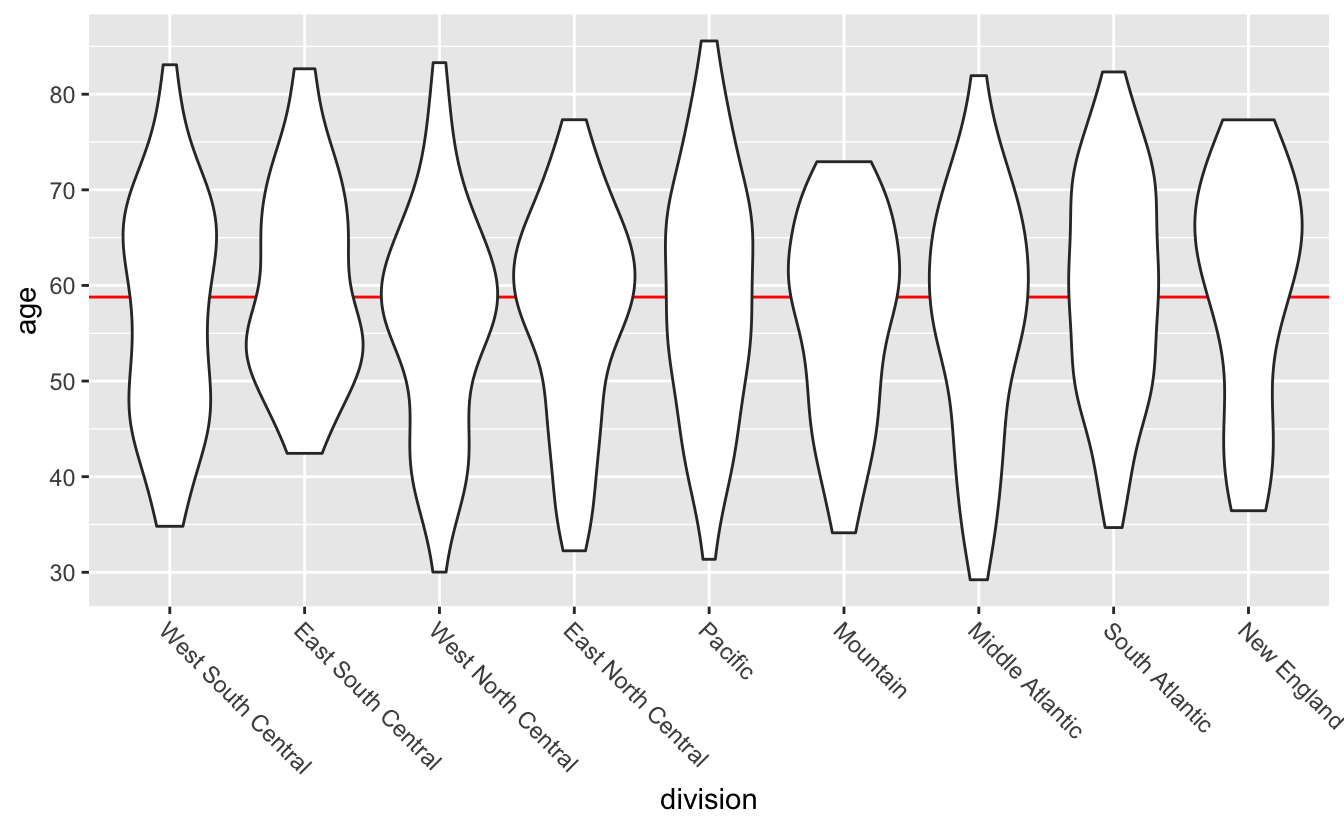 age
80
70
60
50
40
30
West South Central
East South Central
West North Central
East North Central
Pacific
Mountain
Middle Atlantic
South Atlantic
New England
division